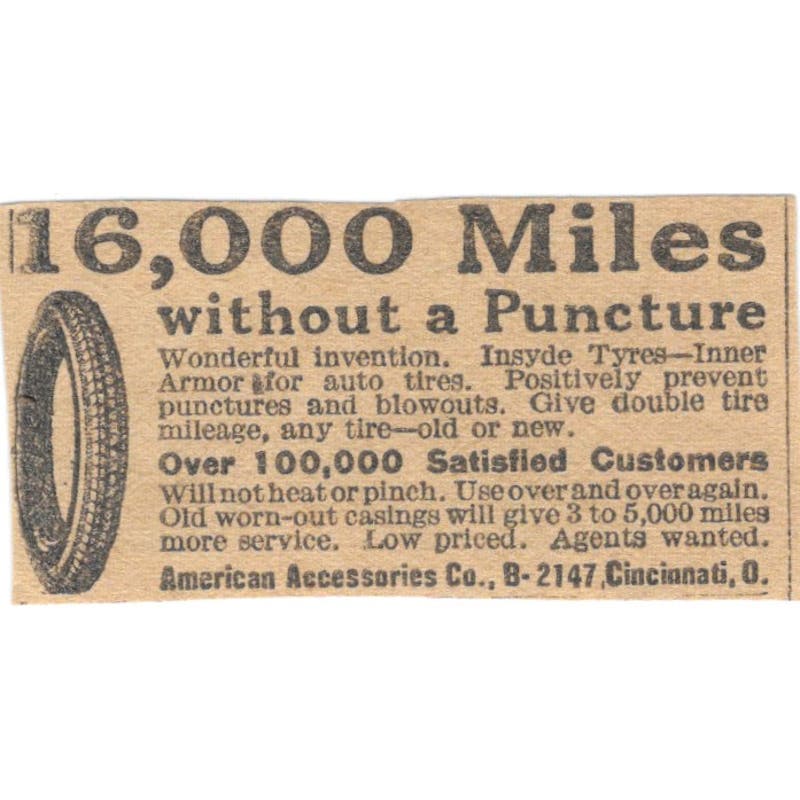 16,000 Miles
without a Puncture
Wonderful invention. Insyde Tyres—Inner
Armor for auto tires. Positively prevent
punctures and blowouts. Give double tire
mileage, any tire—old or new.
Over 100,000 Satisfied Customers
Will not heat or pinch. Use over and over again.
Old worn-out casings will give 3 to 5,000 miles
more service. Low priced. Agents wanted.
American Accessories Co., B-2147, Cincinnati, O.